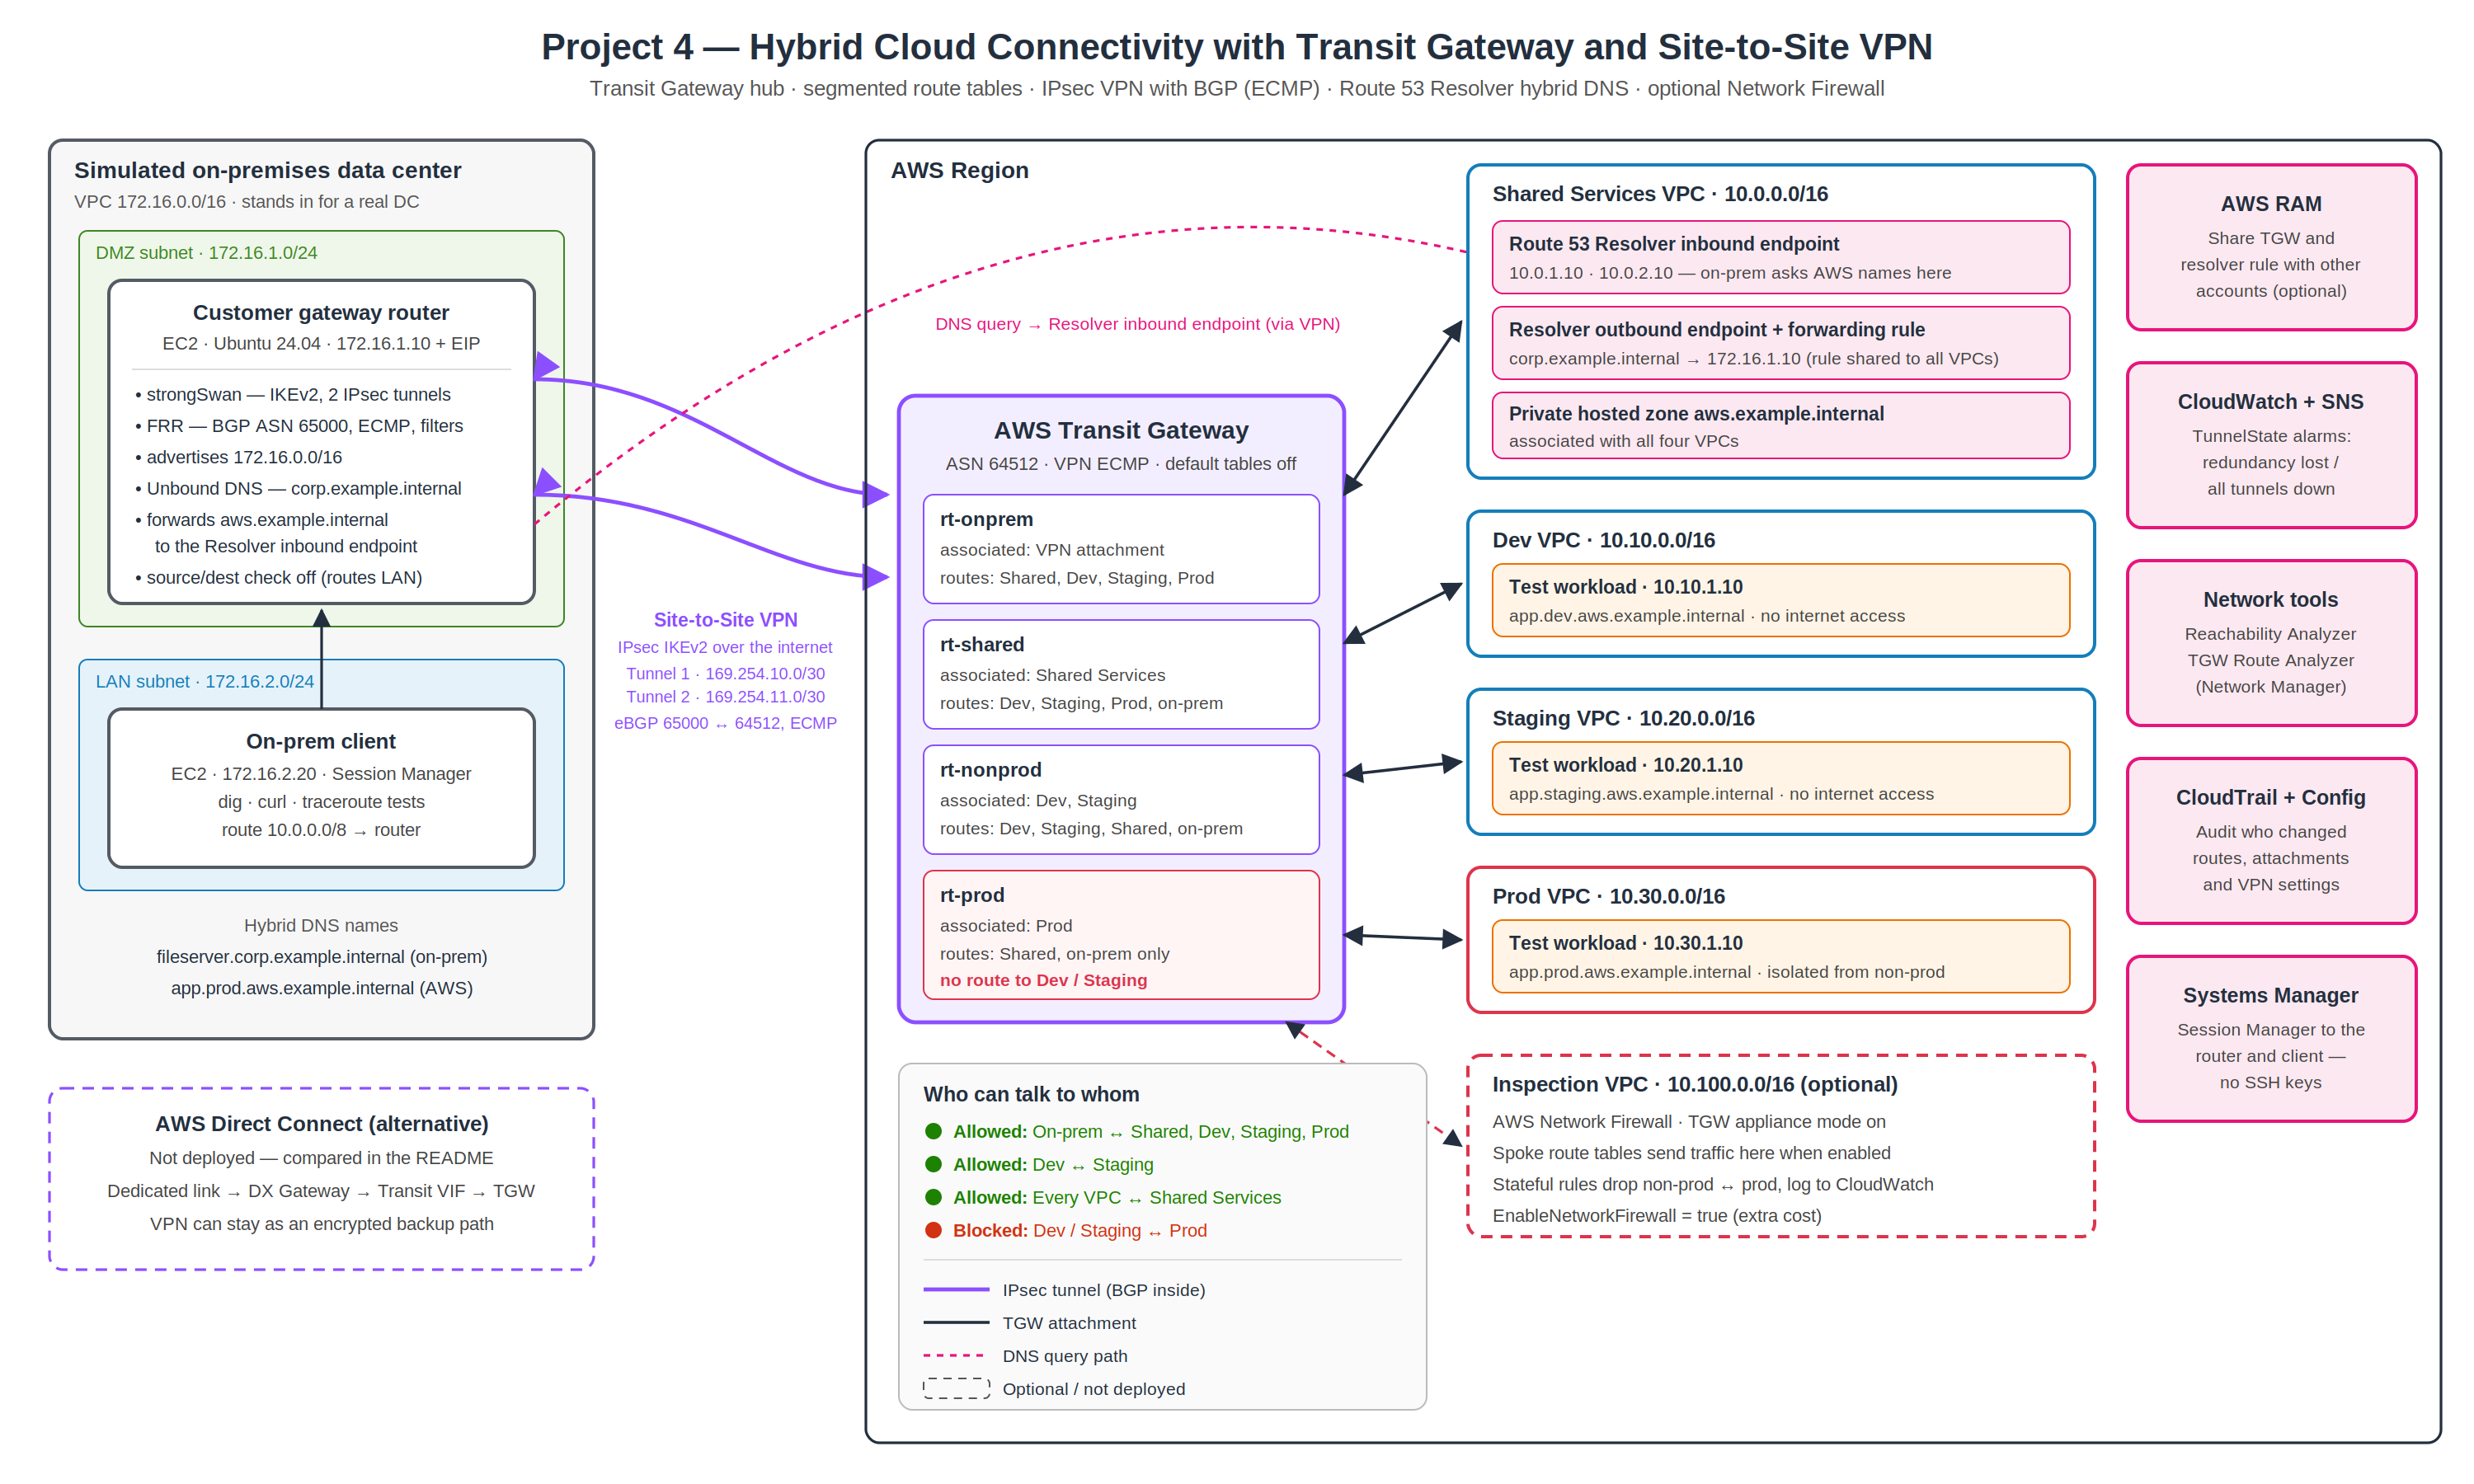 Project 4 — Hybrid Cloud Connectivity with Transit Gateway and Site-to-Site VPN
Transit Gateway hub · segmented route tables · IPsec VPN with BGP (ECMP) · Route 53 Resolver hybrid DNS · optional Network Firewall
Simulated on-premises data center
VPC 172.16.0.0/16 · stands in for a real DC
DMZ subnet · 172.16.1.0/24
Customer gateway router
EC2 · Ubuntu 24.04 · 172.16.1.10 + EIP
• strongSwan — IKEv2, 2 IPsec tunnels
• FRR — BGP ASN 65000, ECMP, filters
• advertises 172.16.0.0/16
• Unbound DNS — corp.example.internal
• forwards aws.example.internal
to the Resolver inbound endpoint
• source/dest check off (routes LAN)
LAN subnet · 172.16.2.0/24
On-prem client
EC2 · 172.16.2.20 · Session Manager
dig · curl · traceroute tests
route 10.0.0.0/8 → router
Hybrid DNS names
fileserver.corp.example.internal (on-prem)
app.prod.aws.example.internal (AWS)
AWS Direct Connect (alternative)
Not deployed — compared in the README
Dedicated link → DX Gateway → Transit VIF → TGW
VPN can stay as an encrypted backup path
Site-to-Site VPN
IPsec IKEv2 over the internet
Tunnel 1 · 169.254.10.0/30
Tunnel 2 · 169.254.11.0/30
eBGP 65000 ↔ 64512, ECMP
AWS Region
DNS query → Resolver inbound endpoint (via VPN)
AWS Transit Gateway
ASN 64512 · VPN ECMP · default tables off
rt-onprem
associated: VPN attachment
routes: Shared, Dev, Staging, Prod
rt-shared
associated: Shared Services
routes: Dev, Staging, Prod, on-prem
rt-nonprod
associated: Dev, Staging
routes: Dev, Staging, Shared, on-prem
rt-prod
associated: Prod
routes: Shared, on-prem only
no route to Dev / Staging
Who can talk to whom
Allowed: On-prem ↔ Shared, Dev, Staging, Prod
Allowed: Dev ↔ Staging
Allowed: Every VPC ↔ Shared Services
Blocked: Dev / Staging ↔ Prod
IPsec tunnel (BGP inside)
TGW attachment
DNS query path
Optional / not deployed
Shared Services VPC · 10.0.0.0/16
Route 53 Resolver inbound endpoint
10.0.1.10 · 10.0.2.10 — on-prem asks AWS names here
Resolver outbound endpoint + forwarding rule
corp.example.internal → 172.16.1.10 (rule shared to all VPCs)
Private hosted zone aws.example.internal
associated with all four VPCs
Dev VPC · 10.10.0.0/16
Test workload · 10.10.1.10
app.dev.aws.example.internal · no internet access
Staging VPC · 10.20.0.0/16
Test workload · 10.20.1.10
app.staging.aws.example.internal · no internet access
Prod VPC · 10.30.0.0/16
Test workload · 10.30.1.10
app.prod.aws.example.internal · isolated from non-prod
Inspection VPC · 10.100.0.0/16 (optional)
AWS Network Firewall · TGW appliance mode on
Spoke route tables send traffic here when enabled
Stateful rules drop non-prod ↔ prod, log to CloudWatch
EnableNetworkFirewall = true (extra cost)
AWS RAM
Share TGW and
resolver rule with other
accounts (optional)
CloudWatch + SNS
TunnelState alarms:
redundancy lost /
all tunnels down
Network tools
Reachability Analyzer
TGW Route Analyzer
(Network Manager)
CloudTrail + Config
Audit who changed
routes, attachments
and VPN settings
Systems Manager
Session Manager to the
router and client —
no SSH keys